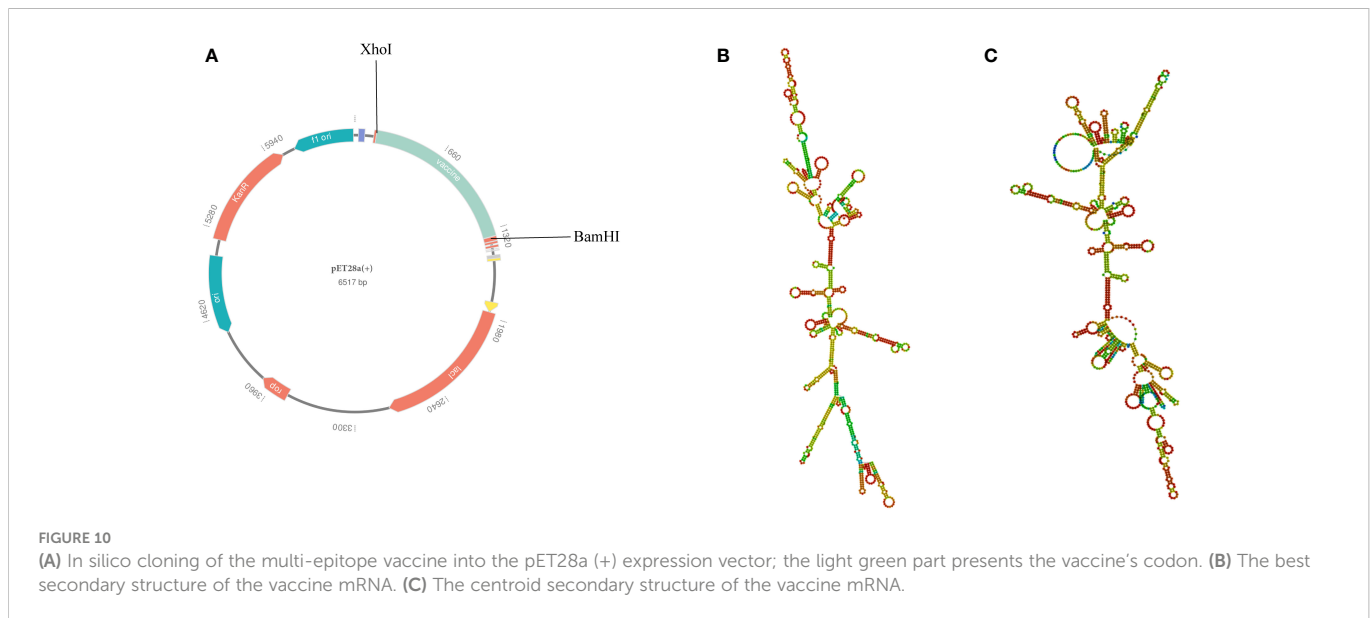 A
XhoI
B
C
f1 ori
5940
660
vaccine
KanR
5280
1320
BamHI
pET28a(+)
6517 bp
ori
4620
1980
lacI
rop
3960
2640
3300
FIGURE 10
(A) In silico cloning of the multi-epitope vaccine into the pET28a (+) expression vector; the light green part presents the vaccine’s codon. (B) The best
secondary structure of the vaccine mRNA. (C) The centroid secondary structure of the vaccine mRNA.